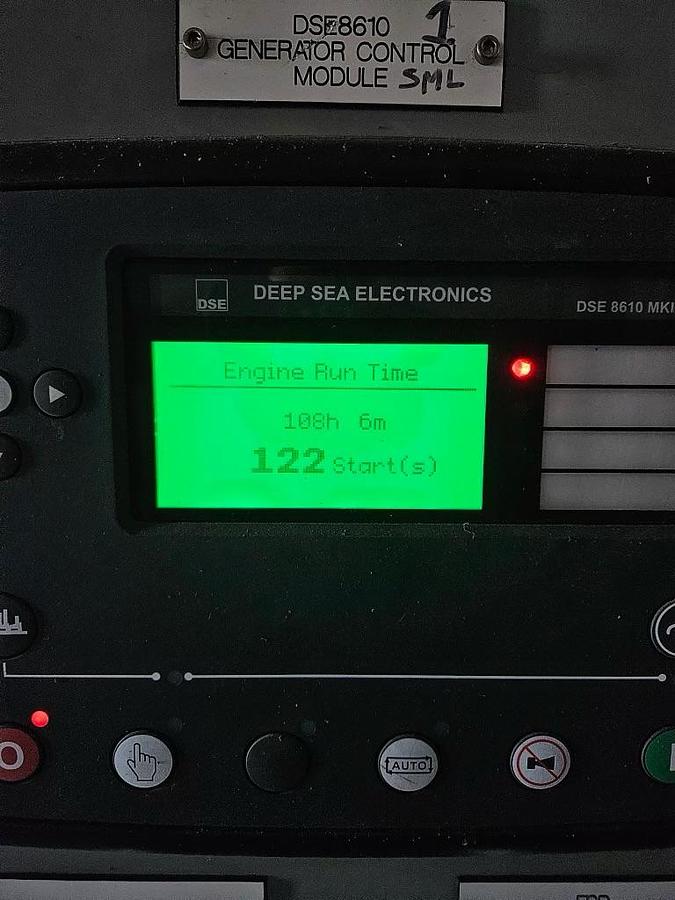 DSE8610 1
GENERATOR CONTROL
MODULE SML
DSE
DEEP SEA ELECTRONICS
DSE 8610 MKI
Engine Run Time
108h 6m
122 Start(s)
O
AUTO